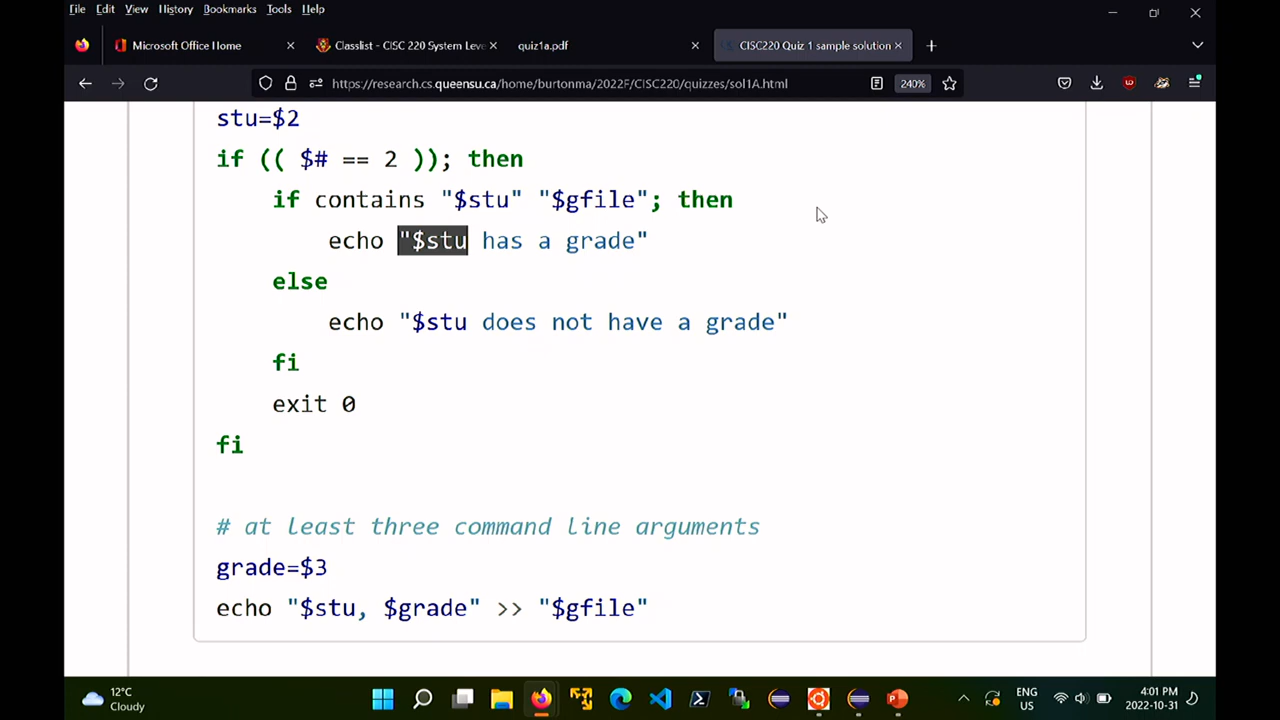 File Edit View History Bookmarks Tools Help
Microsoft Office Home
Classlist - CISC 220 System Leve
quiz1a.pdf
CISC220 Quiz 1 sample solution
https://research.cs.queensu.ca/home/burtonma/2022F/CISC220/quizzes/sol1A.html
240%
stu=$2
if (( $# == 2 )); then
if contains "$stu" "$gfile"; then
echo "$stu has a grade"
else
echo "$stu does not have a grade"
fi
exit 0
fi
# at least three command line arguments
grade=$3
echo "$stu, $grade" >> "$gfile"
12°C
Cloudy
ENG
US
4:01 PM
2022-10-31